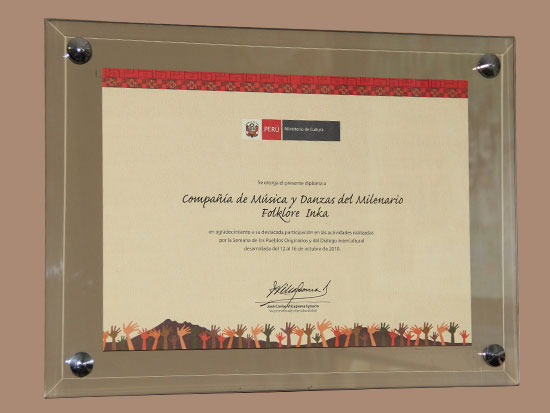 PERÚ Ministerio de Cultura
Se otorga el presente diploma a
Compañía de Música y Danzas del Milenario
Folklore Inka
en agradecimiento a su destacada participación en las actividades realizadas
por la Semana de los Pueblos Originarios y del Diálogo Intercultural
desarrollado del 12 al 16 de octubre de 2010.